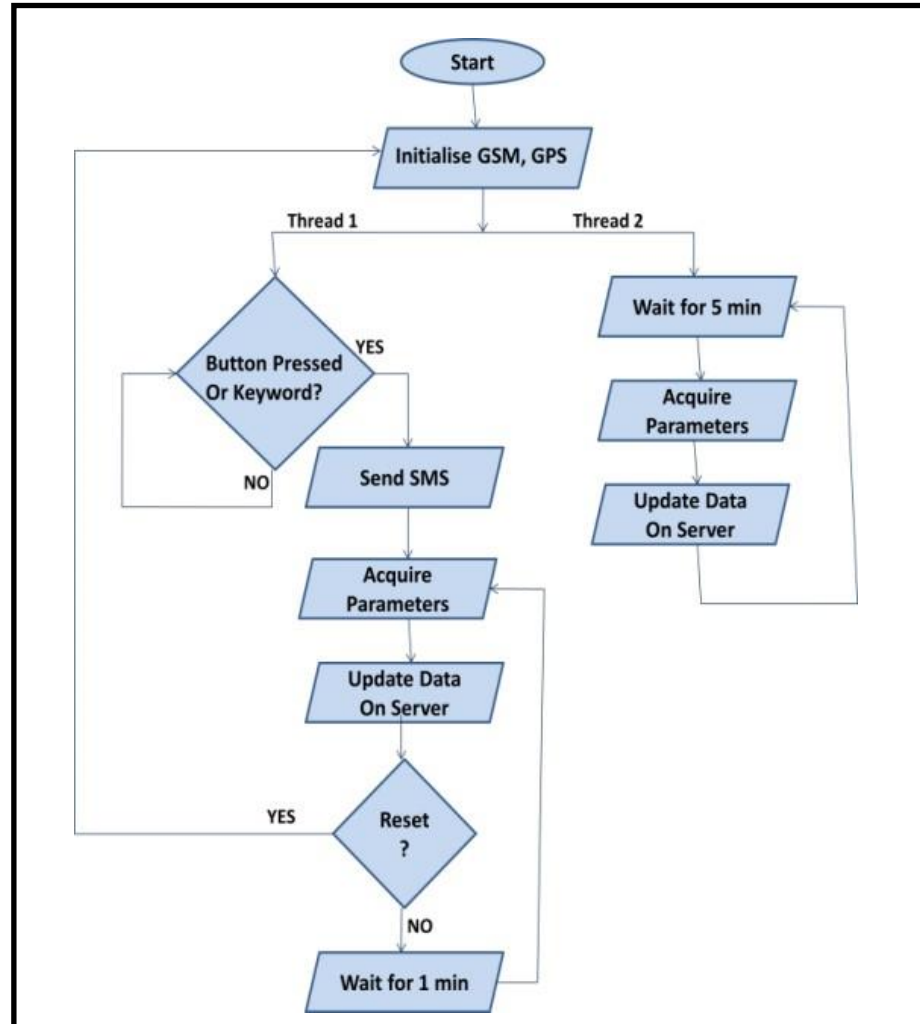 Start
Initialise GSM, GPS
Thread 1
Thread 2
Button Pressed
Or Keyword?
YES
NO
Send SMS
Acquire
Parameters
Update Data
On Server
Reset
?
YES
NO
Wait for 1 min
Wait for 5 min
Acquire
Parameters
Update Data
On Server